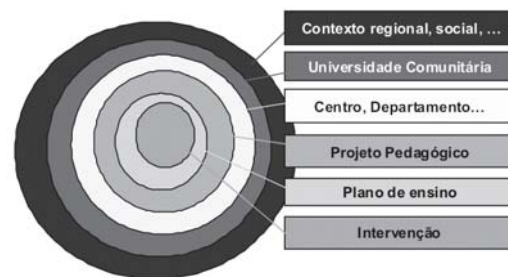 Contexto regional, social, ...
Universidade Comunitária
Centro, Departamento...
Projeto Pedagógico
Plano de ensino
Intervenção